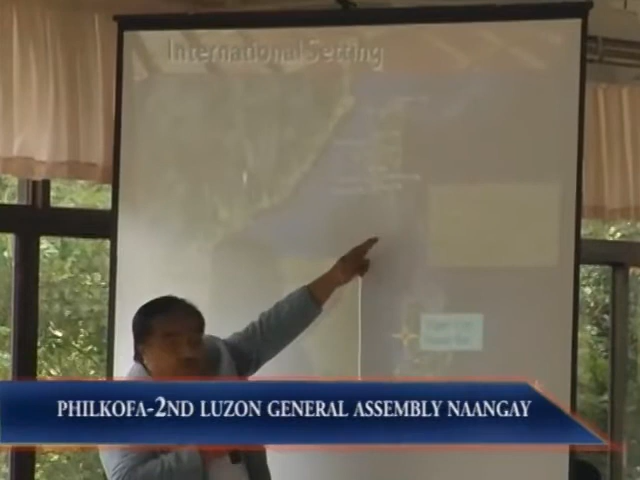 International Setting
PHILKOFA-2ND LUZON GENERAL ASSEMBLY NAANGAY